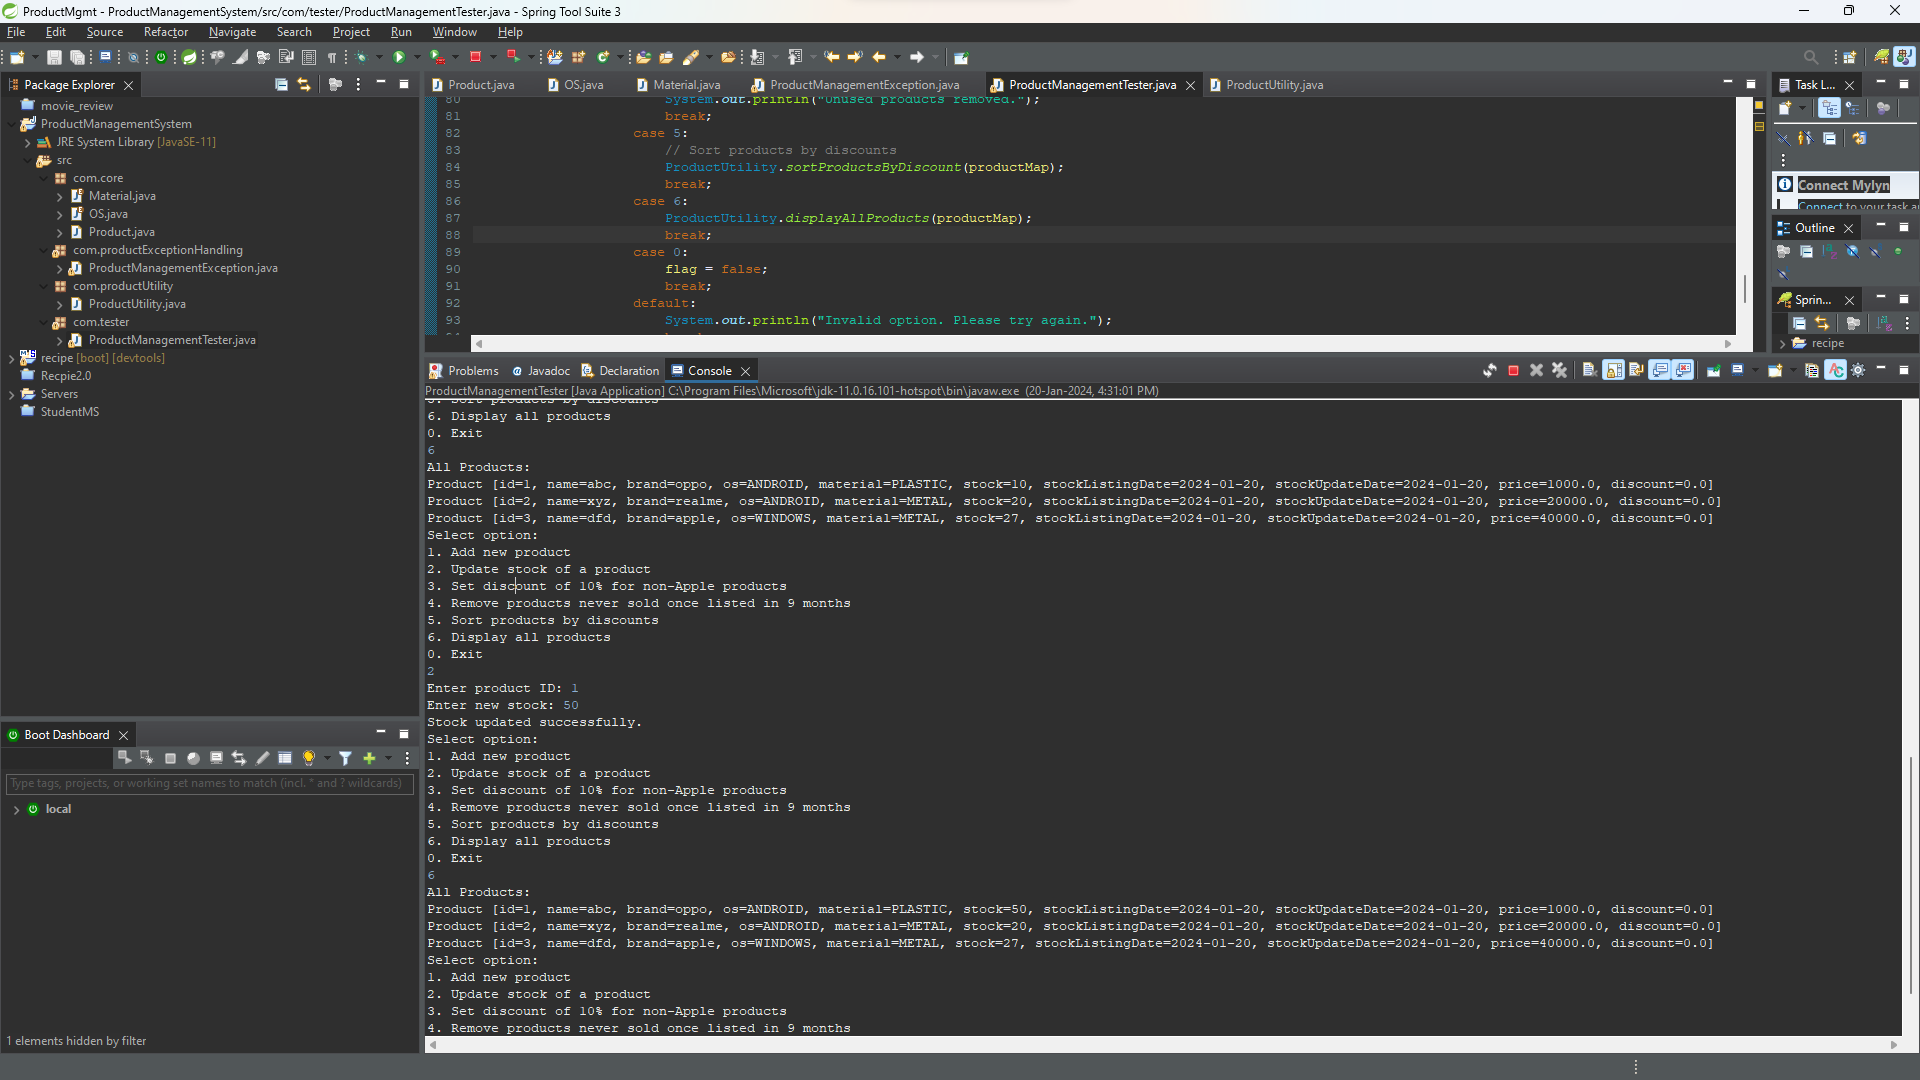 ProductMgmt - ProductManagementSystem/src/com/tester/ProductManagementTester.java - Spring Tool Suite 3
File Edit Source Refactor Navigate Search Project Run Window Help
Package Explorer
movie_review
ProductManagementSystem
JRE System Library [JavaSE-11]
src
com.core
Material.java
OS.java
Product.java
com.productExceptionHandling
ProductManagementException.java
com.productUtility
ProductUtility.java
com.tester
ProductManagementTester.java
recipe [boot] [devtools]
Recpie2.0
Servers
StudentMS
Boot Dashboard
Type tags, projects, or working set names to match (incl. * and ? wildcards)
local
1 elements hidden by filter
Product.java OS.java Material.java ProductManagementException.java ProductManagementTester.java ProductUtility.java
80 System.out.println("Unused products removed.");
81 break;
82 case 5:
83 // Sort products by discounts
84 ProductUtility.sortProductsByDiscount(productMap);
85 break;
86 case 6:
87 ProductUtility.displayAllProducts(productMap);
88 break;
89 case 0:
90 flag = false;
91 break;
92 default:
93 System.out.println("Invalid option. Please try again.");
Problems Javadoc Declaration Console
ProductManagementTester [Java Application] C:\Program Files\Microsoft\jdk-11.0.16.101-hotspot\bin\javaw.exe (20-Jan-2024, 4:31:01 PM)
5. Sort products by discounts
6. Display all products
0. Exit
6
All Products:
Product [id=1, name=abc, brand=oppo, os=ANDROID, material=PLASTIC, stock=10, stockListingDate=2024-01-20, stockUpdateDate=2024-01-20, price=1000.0, discount=0.0]
Product [id=2, name=xyz, brand=realme, os=ANDROID, material=METAL, stock=20, stockListingDate=2024-01-20, stockUpdateDate=2024-01-20, price=20000.0, discount=0.0]
Product [id=3, name=dfd, brand=apple, os=WINDOWS, material=METAL, stock=27, stockListingDate=2024-01-20, stockUpdateDate=2024-01-20, price=40000.0, discount=0.0]
Select option:
1. Add new product
2. Update stock of a product
3. Set discount of 10% for non-Apple products
4. Remove products never sold once listed in 9 months
5. Sort products by discounts
6. Display all products
0. Exit
2
Enter product ID: 1
Enter new stock: 50
Stock updated successfully.
Select option:
1. Add new product
2. Update stock of a product
3. Set discount of 10% for non-Apple products
4. Remove products never sold once listed in 9 months
5. Sort products by discounts
6. Display all products
0. Exit
6
All Products:
Product [id=1, name=abc, brand=oppo, os=ANDROID, material=PLASTIC, stock=50, stockListingDate=2024-01-20, stockUpdateDate=2024-01-20, price=1000.0, discount=0.0]
Product [id=2, name=xyz, brand=realme, os=ANDROID, material=METAL, stock=20, stockListingDate=2024-01-20, stockUpdateDate=2024-01-20, price=20000.0, discount=0.0]
Product [id=3, name=dfd, brand=apple, os=WINDOWS, material=METAL, stock=27, stockListingDate=2024-01-20, stockUpdateDate=2024-01-20, price=40000.0, discount=0.0]
Select option:
1. Add new product
2. Update stock of a product
3. Set discount of 10% for non-Apple products
4. Remove products never sold once listed in 9 months
Task L...
Connect Mylyn
Connect to your task a
Outline
Sprin...
recipe